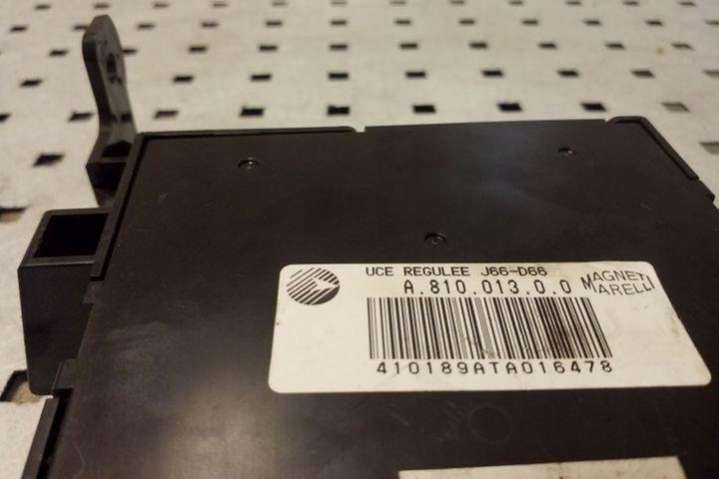 UCE REGULEE J66-D66
A.810.013.0.0
MAGNETI
MARELLI
410189ATA016478